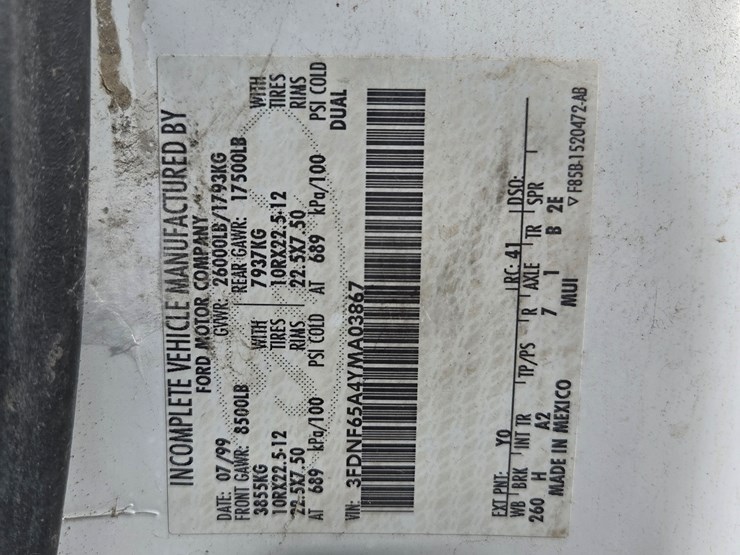 INCOMPLETE VEHICLE MANUFACTURED BY
FORD MOTOR COMPANY
DATE: 07/99 GVWR: 26000LB/1793KG
FRONT GAWR: 8500LB REAR GAWR: 17500LB
3855KG WITH 7937KG WITH
10RX22.5-12 TIRES 10RX22.5-12 TIRES
22.5X7.50 RIMS 22.5X7.50 RIMS
AT 689 kPa/100 PSI COLD AT 689 kPa/100 PSI COLD
DUAL
VIN: 3FDNF65A4YMA03867
EXT PNT: YO RC: 41 DSO:
WB BRK INT TR TP/PS R AXLE TR SPR
260 H A2 7 1 B 2E
MADE IN MEXICO MUI
▽ F85B-1520472-AB